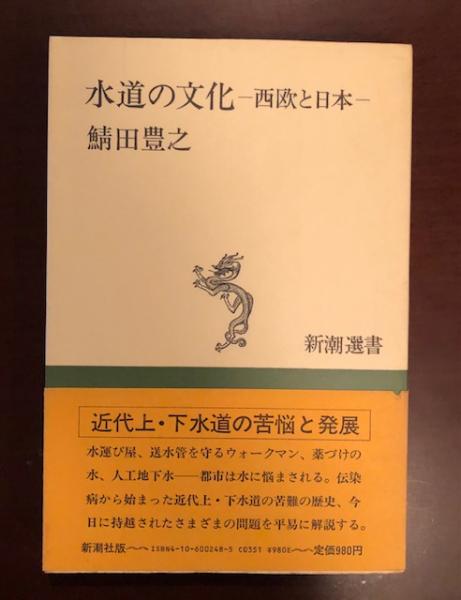 水道の文化―西欧と日本―
鯖田豊之
新潮選書
近代上・下水道の苦悩と発展
水運び屋、送水管を守るウォークマン、薬づけの
水、人工地下水――都市は水に悩まされる。伝染
病から始まった近代上・下水道の苦難の歴史、今
日に持越されたさまざまの問題を平易に解説する。
新潮社版〜〜ISBN4-10-600248-5 C0351 ¥980E〜〜定価980円